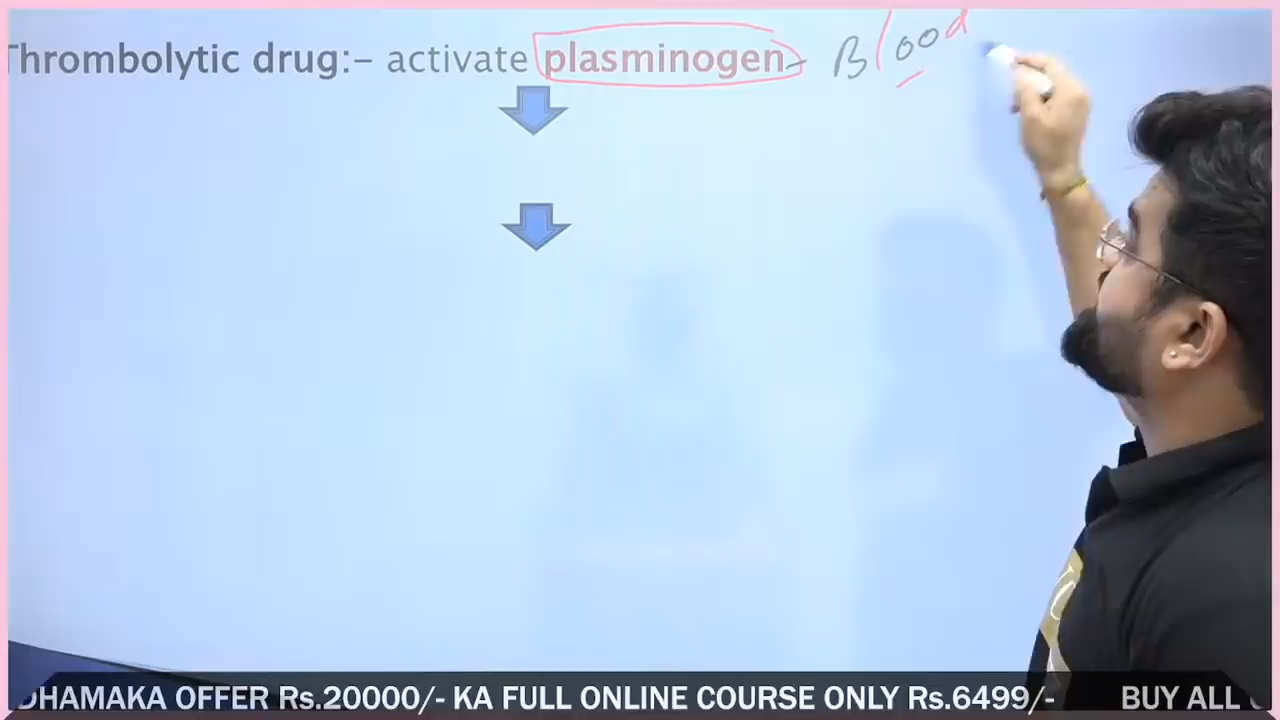 Thrombolytic drug:- activate plasminogen - Blood
DHAMAKA OFFER Rs.20000/- KA FULL ONLINE COURSE ONLY Rs.6499/- BUY ALL